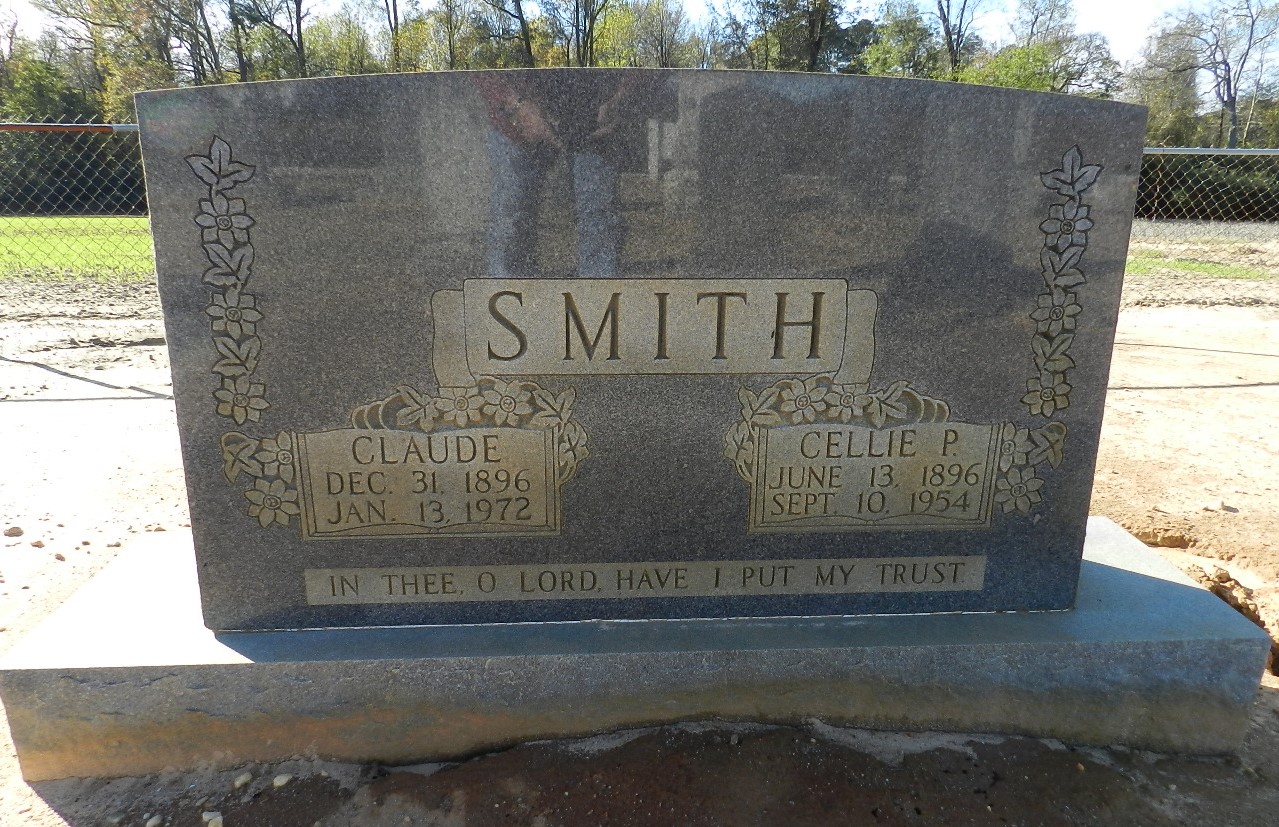 SMITH
CLAUDE
DEC. 31, 1896
JAN. 13, 1972
CELLIE P.
JUNE 13, 1896
SEPT. 10, 1954
IN THEE, O LORD, HAVE I PUT MY TRUST.